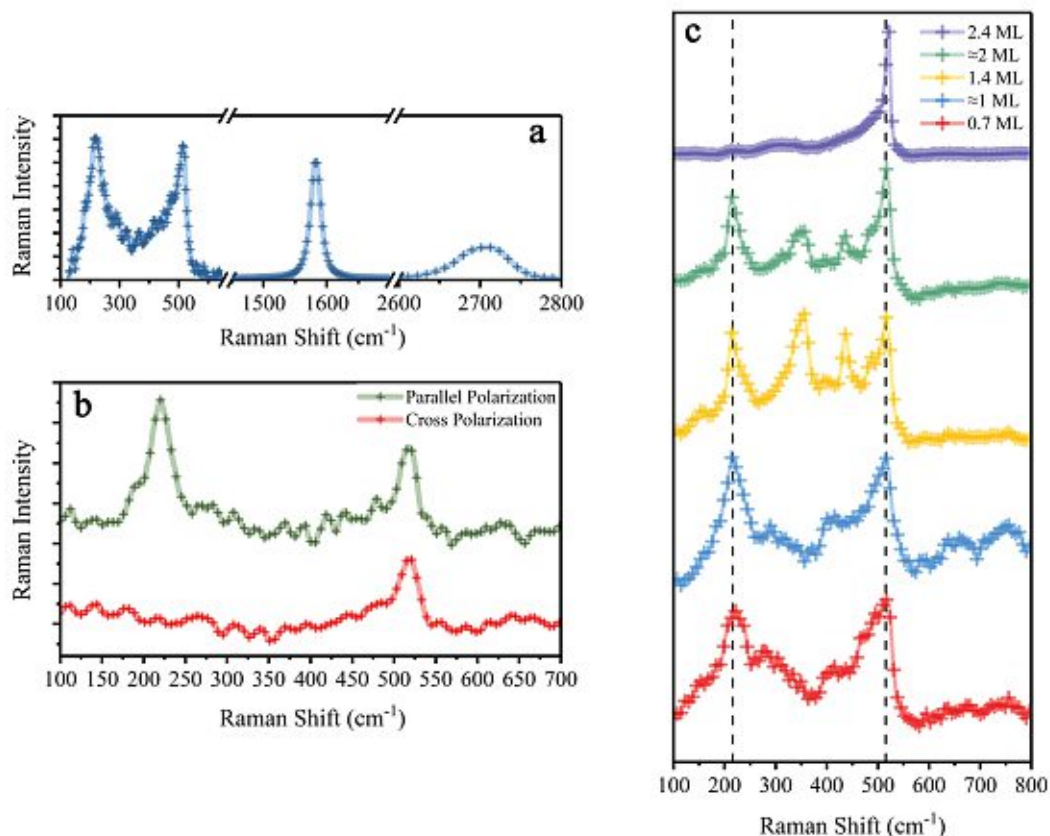 a
Raman Intensity
100 300 500 1500 1600 2600 2700 2800
Raman Shift (cm⁻¹)
b
Parallel Polarization
Cross Polarization
Raman Intensity
100 150 200 250 300 350 400 450 500 550 600 650 700
Raman Shift (cm⁻¹)
c
2.4 ML
≈2 ML
1.4 ML
≈1 ML
0.7 ML
100 200 300 400 500 600 700 800
Raman Shift (cm⁻¹)